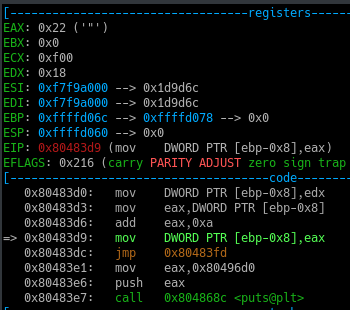 [----------------------------------registers-----
EAX: 0x22 ('"')
EBX: 0x0
ECX: 0xf00
EDX: 0x18
ESI: 0xf7f9a000 --> 0x1d9d6c
EDI: 0xf7f9a000 --> 0x1d9d6c
EBP: 0xffffd06c --> 0xffffd078 --> 0x0
ESP: 0xffffd060 --> 0x0
EIP: 0x80483d9 (mov    DWORD PTR [ebp-0x8],eax)
EFLAGS: 0x216 (carry PARITY ADJUST zero sign trap
[-------------------------------------code-------
   0x80483d0:   mov    DWORD PTR [ebp-0x8],edx
   0x80483d3:   mov    eax,DWORD PTR [ebp-0x8]
   0x80483d6:   add    eax,0xa
=> 0x80483d9:   mov    DWORD PTR [ebp-0x8],eax
   0x80483dc:   jmp    0x80483fd
   0x80483e1:   mov    eax,0x80496d0
   0x80483e6:   push   eax
   0x80483e7:   call   0x804868c <puts@plt>